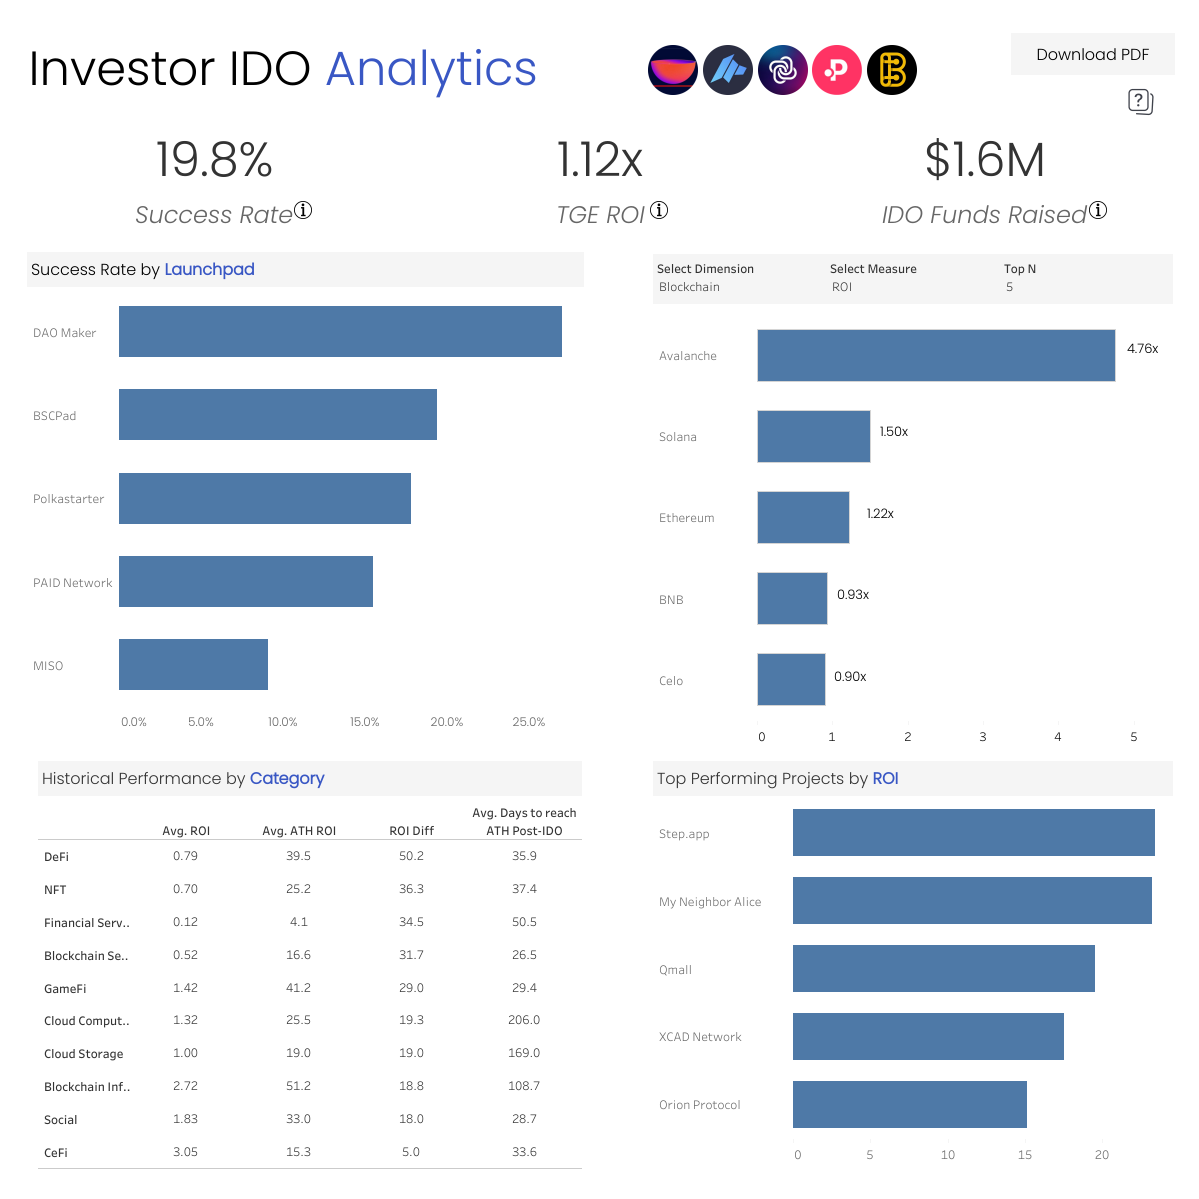 Investor IDO Analytics
Download PDF
19.8%
Success Rate
1.12x
TGE ROI
$1.6M
IDO Funds Raised
Success Rate by Launchpad
DAO Maker
BSCPad
Polkastarter
PAID Network
MISO
0.0% 5.0% 10.0% 15.0% 20.0% 25.0%
Select Dimension Select Measure Top N
Blockchain ROI 5
Avalanche 4.76x
Solana 1.50x
Ethereum 1.22x
BNB 0.93x
Celo 0.90x
0 1 2 3 4 5
Historical Performance by Category
Avg. Days to reach
Avg. ROI Avg. ATH ROI ROI Diff ATH Post-IDO
DeFi 0.79 39.5 50.2 35.9
NFT 0.70 25.2 36.3 37.4
Financial Serv.. 0.12 4.1 34.5 50.5
Blockchain Se.. 0.52 16.6 31.7 26.5
GameFi 1.42 41.2 29.0 29.4
Cloud Comput.. 1.32 25.5 19.3 206.0
Cloud Storage 1.00 19.0 19.0 169.0
Blockchain Inf.. 2.72 51.2 18.8 108.7
Social 1.83 33.0 18.0 28.7
CeFi 3.05 15.3 5.0 33.6
Top Performing Projects by ROI
Step.app
My Neighbor Alice
Qmall
XCAD Network
Orion Protocol
0 5 10 15 20